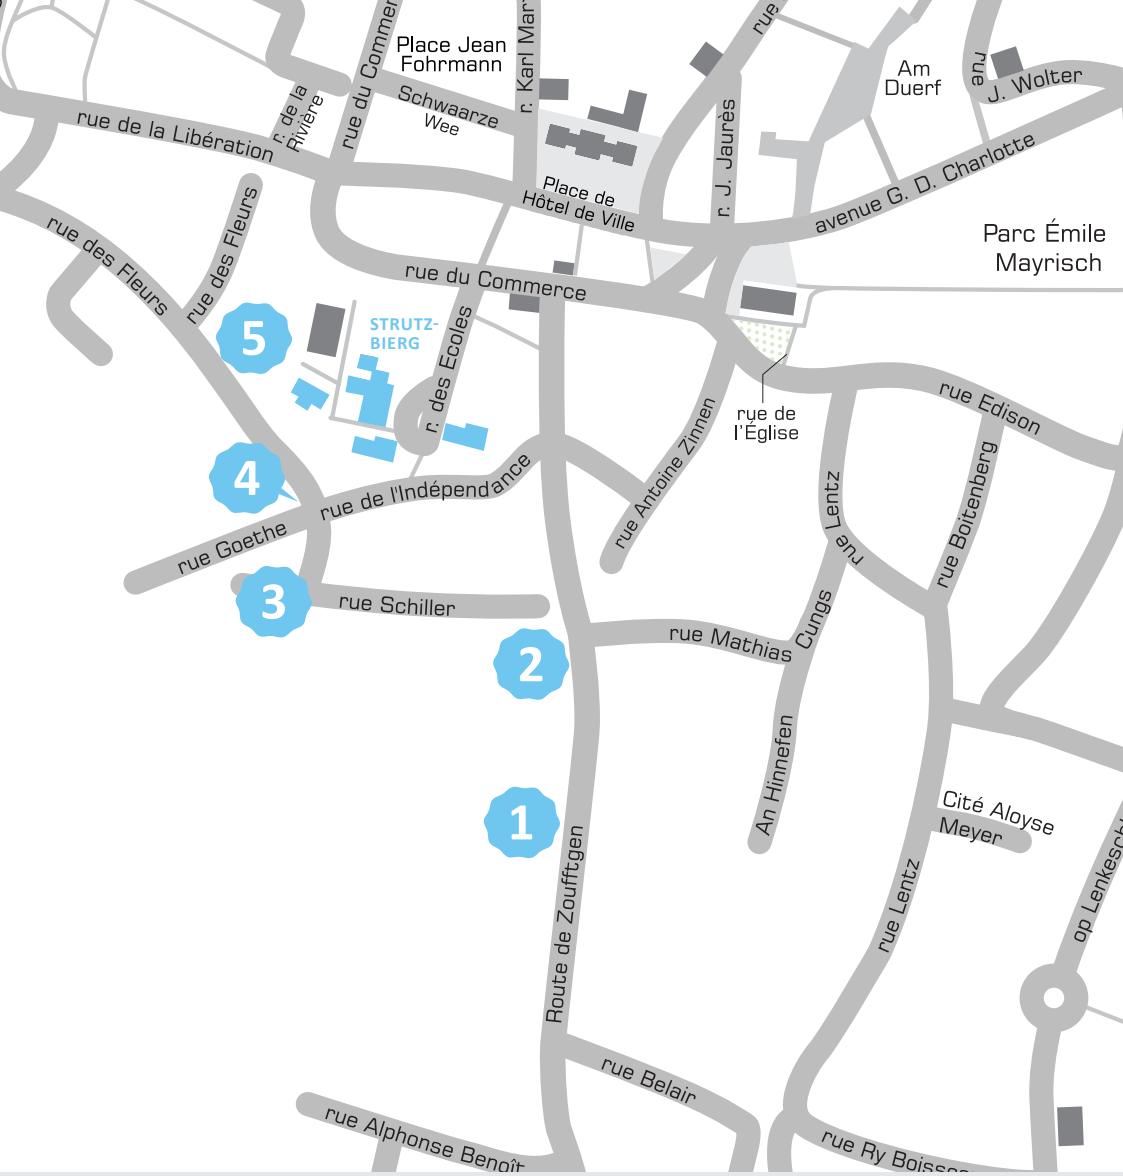 rue du Commer
Place Jean
Fohrmann
r. Karl Mar
rue
Am
Duerf
rue
J. Wolter
r. de la
Rivière
Schwaarze
Wee
rue de la Libération
r. J. Jaurès
avenue G. D. Charlotte
Place de
Hôtel de Ville
rue des Fleurs
rue des Fleurs
Parc Émile
Mayrisch
rue du Commerce
5
STRUTZ-
BIERG
r. des Ecoles
rue de
l'Église
rue Edison
rue Antoine Zinnen
4
rue de l'Indépendance
rue Lentz
rue Boitenberg
rue Goethe
3
rue Schiller
2
rue Mathias Cungs
An Hinnefen
1
Cité Aloyse
Meyer
Route de Zoufftgen
rue Lentz
op Lenkesch
rue Belair
rue Alphonse Benoît
rue Ry Boisso